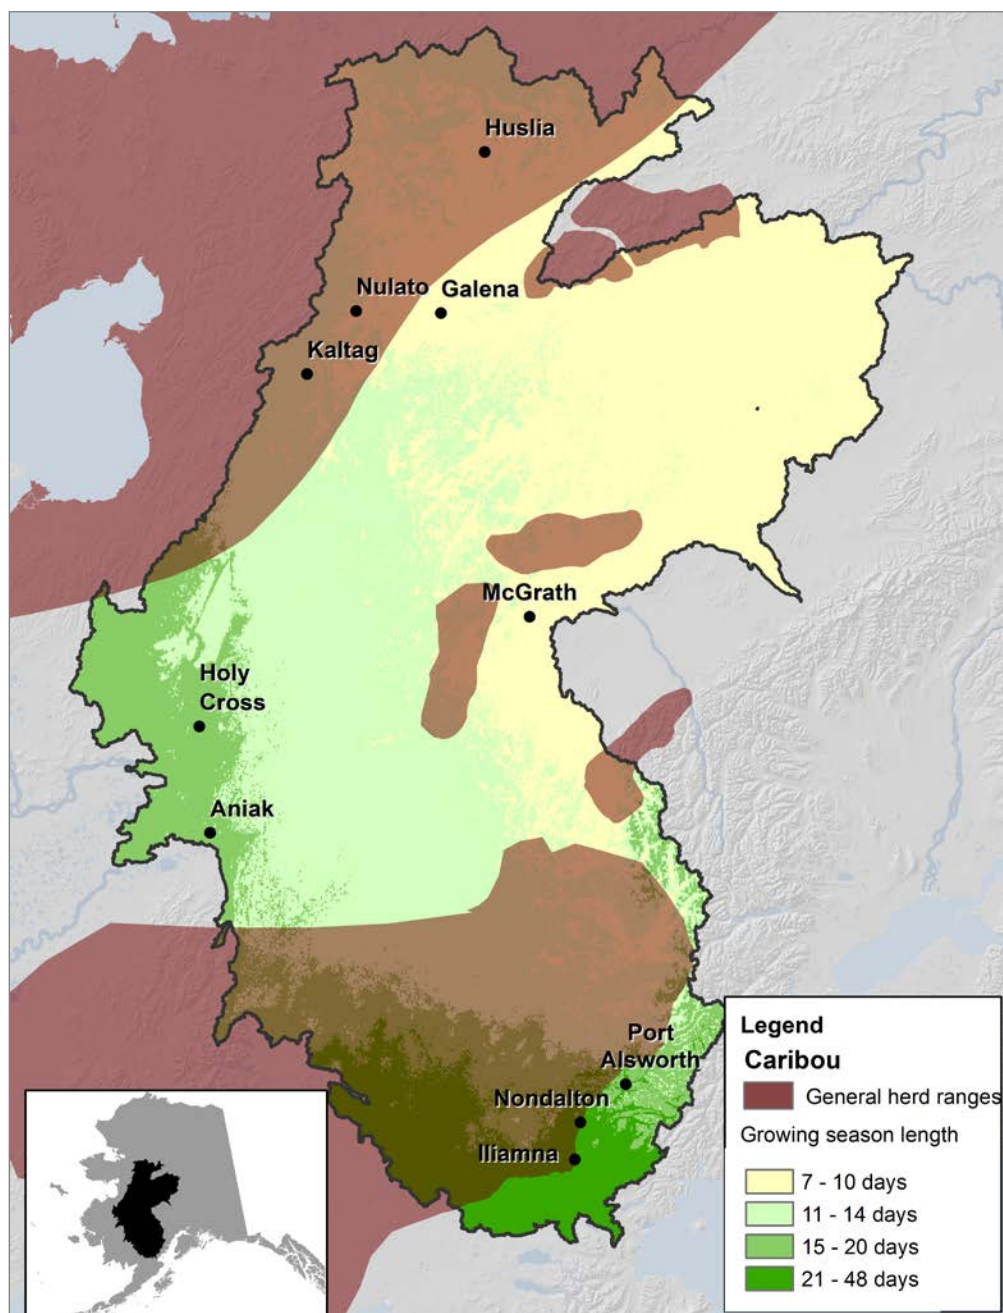 Huslia
Nulato
Galena
Kaltag
McGrath
Holy
Cross
Aniak
Port
Alsworth
Nondalton
Iliamna
Legend
Caribou
General herd ranges
Growing season length
7 - 10 days
11 - 14 days
15 - 20 days
21 - 48 days